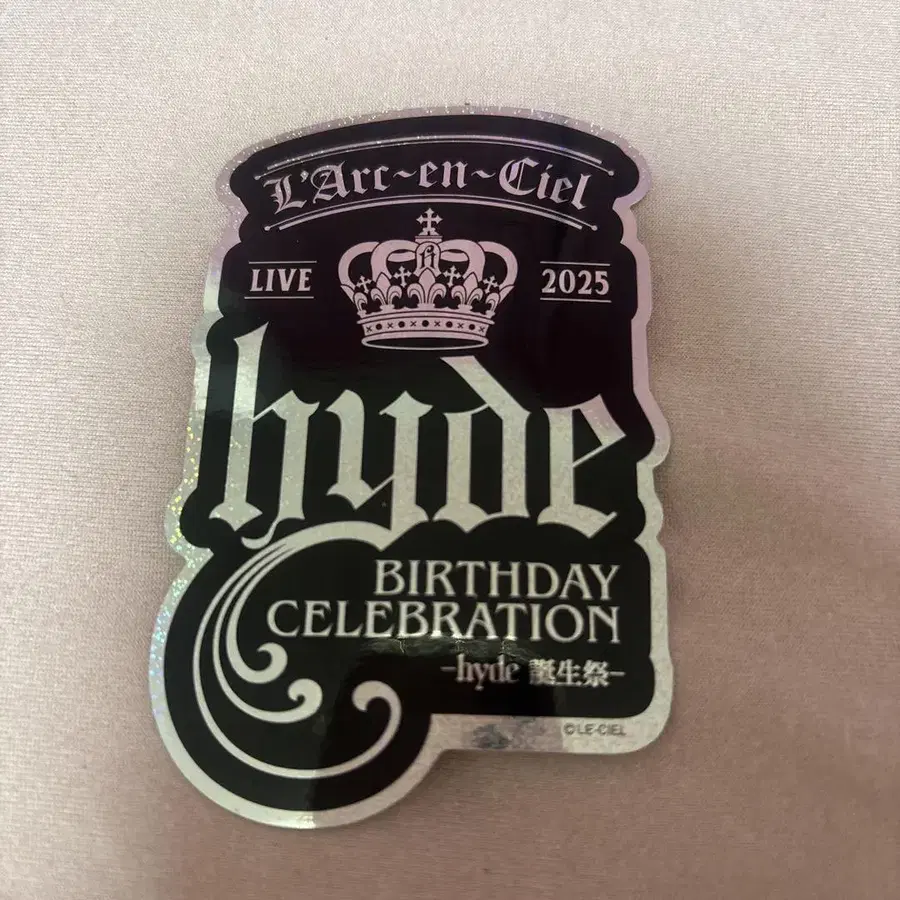 L'Arc~en~Ciel
LIVE 2025
hyde
BIRTHDAY
CELEBRATION
-hyde 誕生祭-
©LE-CIEL